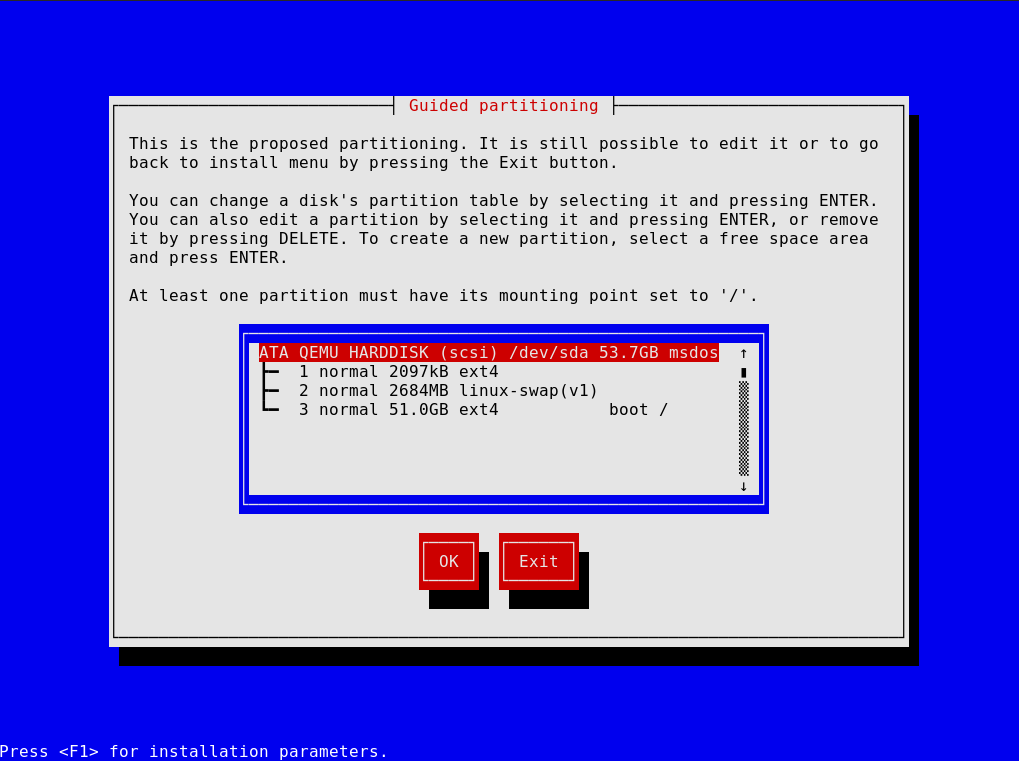 Guided partitioning
This is the proposed partitioning. It is still possible to edit it or to go
back to install menu by pressing the Exit button.
You can change a disk's partition table by selecting it and pressing ENTER.
You can also edit a partition by selecting it and pressing ENTER, or remove
it by pressing DELETE. To create a new partition, select a free space area
and press ENTER.
At least one partition must have its mounting point set to '/'.
ATA QEMU HARDDISK (scsi) /dev/sda 53.7GB msdos
1 normal 2097kB ext4
2 normal 2684MB linux-swap(v1)
3 normal 51.0GB ext4 boot /
OK Exit
Press <F1> for installation parameters.